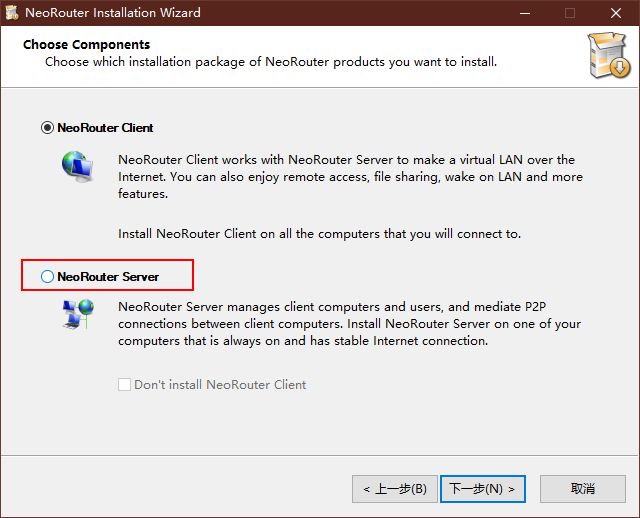 NeoRouter Installation Wizard
Choose Components
Choose which installation package of NeoRouter products you want to install.
NeoRouter Client
NeoRouter Client works with NeoRouter Server to make a virtual LAN over the
Internet. You can also enjoy remote access, file sharing, wake on LAN and more
features.
Install NeoRouter Client on all the computers that you will connect to.
NeoRouter Server
NeoRouter Server manages client computers and users, and mediate P2P
connections between client computers. Install NeoRouter Server on one of your
computers that is always on and has stable Internet connection.
Don't install NeoRouter Client
< 上一步(B) 下一步(N) > 取消